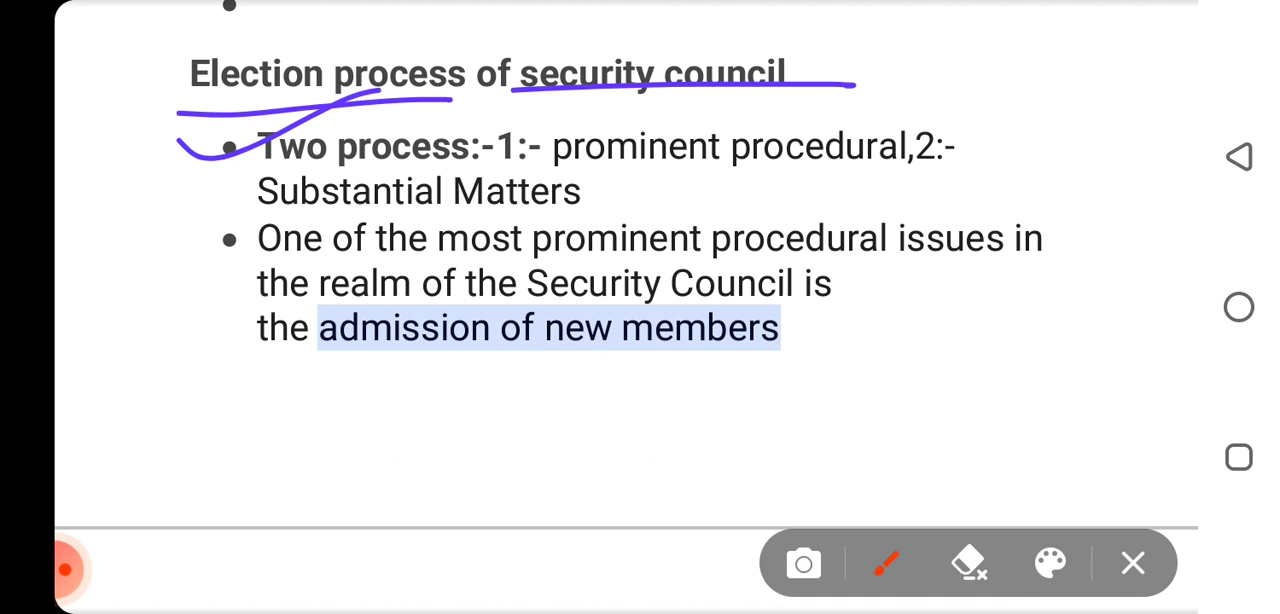 Election process of security council
Two process:-1:- prominent procedural,2:-
Substantial Matters
One of the most prominent procedural issues in
the realm of the Security Council is
the admission of new members